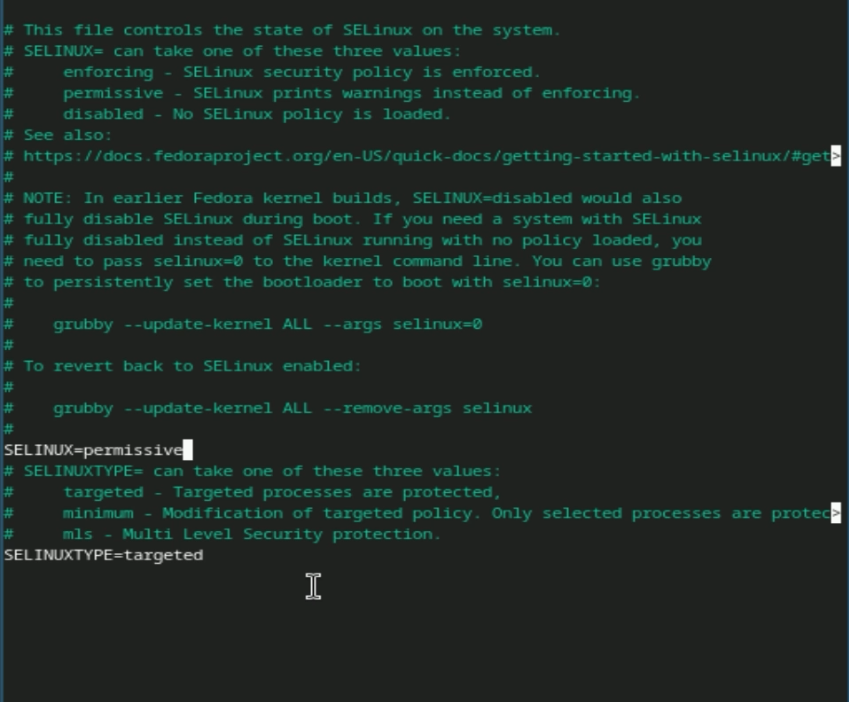 # This file controls the state of SELinux on the system.
# SELINUX= can take one of these three values:
#     enforcing - SELinux security policy is enforced.
#     permissive - SELinux prints warnings instead of enforcing.
#     disabled - No SELinux policy is loaded.
# See also:
# https://docs.fedoraproject.org/en-US/quick-docs/getting-started-with-selinux/#get>
#
# NOTE: In earlier Fedora kernel builds, SELINUX=disabled would also
# fully disable SELinux during boot. If you need a system with SELinux
# fully disabled instead of SELinux running with no policy loaded, you
# need to pass selinux=0 to the kernel command line. You can use grubby
# to persistently set the bootloader to boot with selinux=0:
#
#    grubby --update-kernel ALL --args selinux=0
#
# To revert back to SELinux enabled:
#
#    grubby --update-kernel ALL --remove-args selinux
#
SELINUX=permissive
# SELINUXTYPE= can take one of these three values:
#     targeted - Targeted processes are protected,
#     minimum - Modification of targeted policy. Only selected processes are protec>
#     mls - Multi Level Security protection.
SELINUXTYPE=targeted